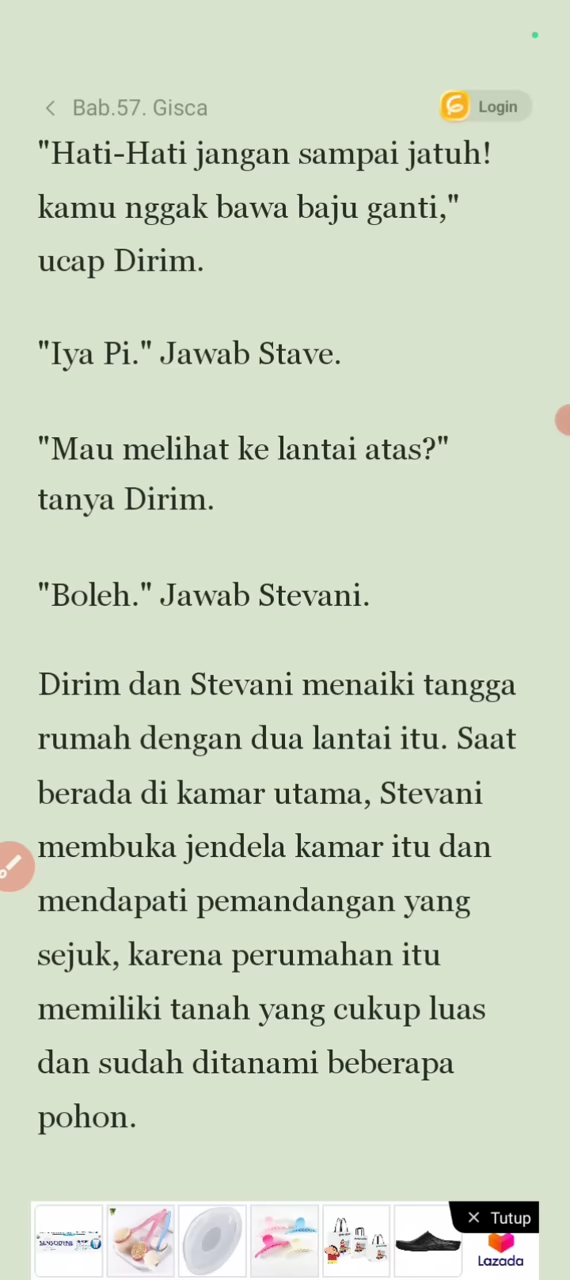 Bab.57. Gisca
Login
"Hati-Hati jangan sampai jatuh!
kamu nggak bawa baju ganti,"
ucap Dirim.
"Iya Pi." Jawab Stave.
"Mau melihat ke lantai atas?"
tanya Dirim.
"Boleh." Jawab Stevani.
Dirim dan Stevani menaiki tangga
rumah dengan dua lantai itu. Saat
berada di kamar utama, Stevani
membuka jendela kamar itu dan
mendapati pemandangan yang
sejuk, karena perumahan itu
memiliki tanah yang cukup luas
dan sudah ditanami beberapa
pohon.
Tutup
SENSODYNE
Lazada